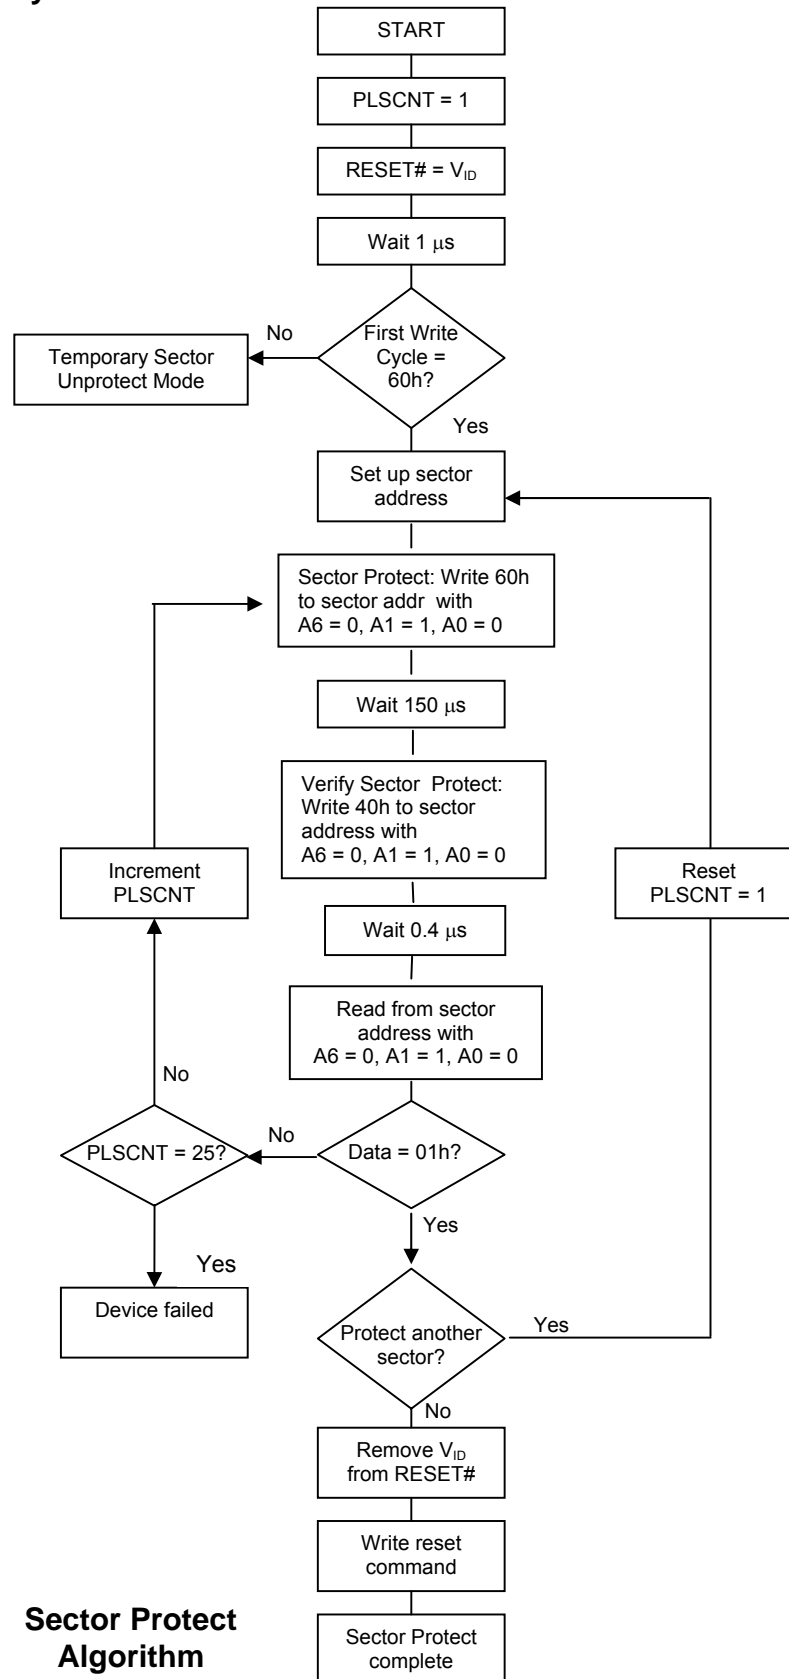 START
PLSCNT = 1
RESET# = VID
Wait 1 μs
First Write
Cycle =
60h?
No
Temporary Sector
Unprotect Mode
Yes
Set up sector
address
Sector Protect: Write 60h
to sector addr with
A6 = 0, A1 = 1, A0 = 0
Wait 150 μs
Verify Sector Protect:
Write 40h to sector
address with
A6 = 0, A1 = 1, A0 = 0
Increment
PLSCNT
Reset
PLSCNT = 1
Wait 0.4 μs
Read from sector
address with
A6 = 0, A1 = 1, A0 = 0
No
PLSCNT = 25?
No
Data = 01h?
Yes
Yes
Device failed
Protect another
sector?
Yes
No
Remove VID
from RESET#
Write reset
command
Sector Protect
complete
Sector Protect
Algorithm